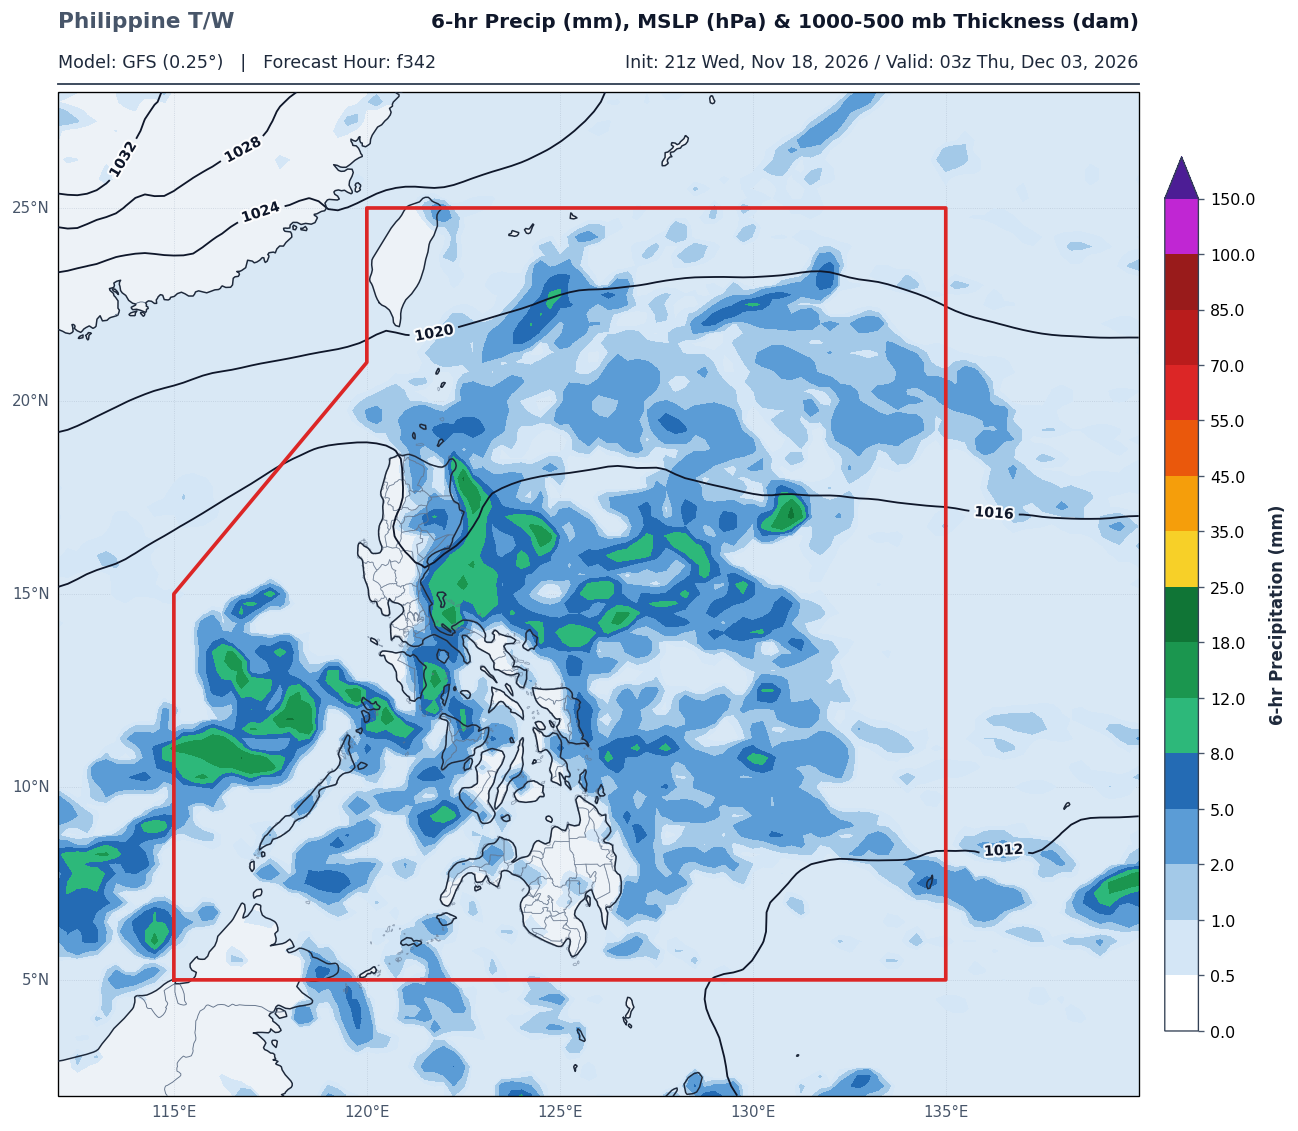 Philippine T/W
6-hr Precip (mm), MSLP (hPa) & 1000-500 mb Thickness (dam)
Model: GFS (0.25°) | Forecast Hour: f342
Init: 21z Wed, Nov 18, 2026 / Valid: 03z Thu, Dec 03, 2026
1032
1028
1024
1020
1016
1012
25°N
20°N
15°N
10°N
5°N
115°E
120°E
125°E
130°E
135°E
150.0
100.0
85.0
70.0
55.0
45.0
35.0
25.0
18.0
12.0
8.0
5.0
2.0
1.0
0.5
0.0
6-hr Precipitation (mm)